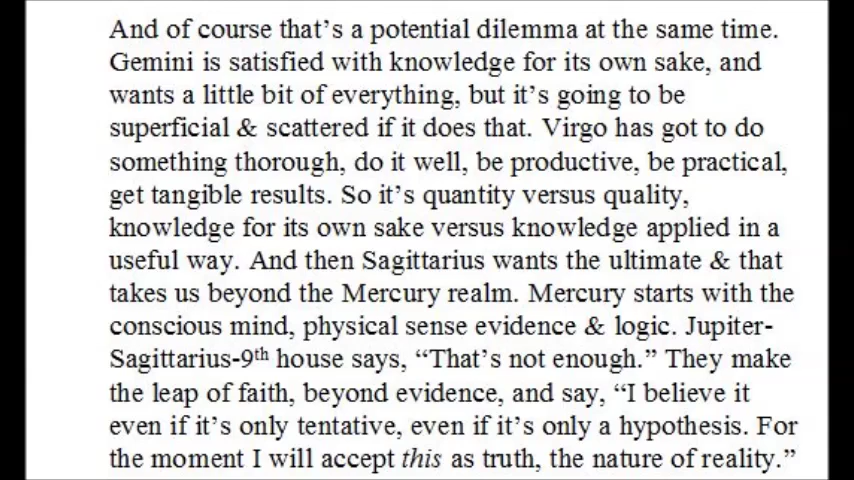 And of course that’s a potential dilemma at the same time.
Gemini is satisfied with knowledge for its own sake, and
wants a little bit of everything, but it’s going to be
superficial & scattered if it does that. Virgo has got to do
something thorough, do it well, be productive, be practical,
get tangible results. So it’s quantity versus quality,
knowledge for its own sake versus knowledge applied in a
useful way. And then Sagittarius wants the ultimate & that
takes us beyond the Mercury realm. Mercury starts with the
conscious mind, physical sense evidence & logic. Jupiter-
Sagittarius-9th house says, “That’s not enough.” They make
the leap of faith, beyond evidence, and say, “I believe it
even if it’s only tentative, even if it’s only a hypothesis. For
the moment I will accept this as truth, the nature of reality.”